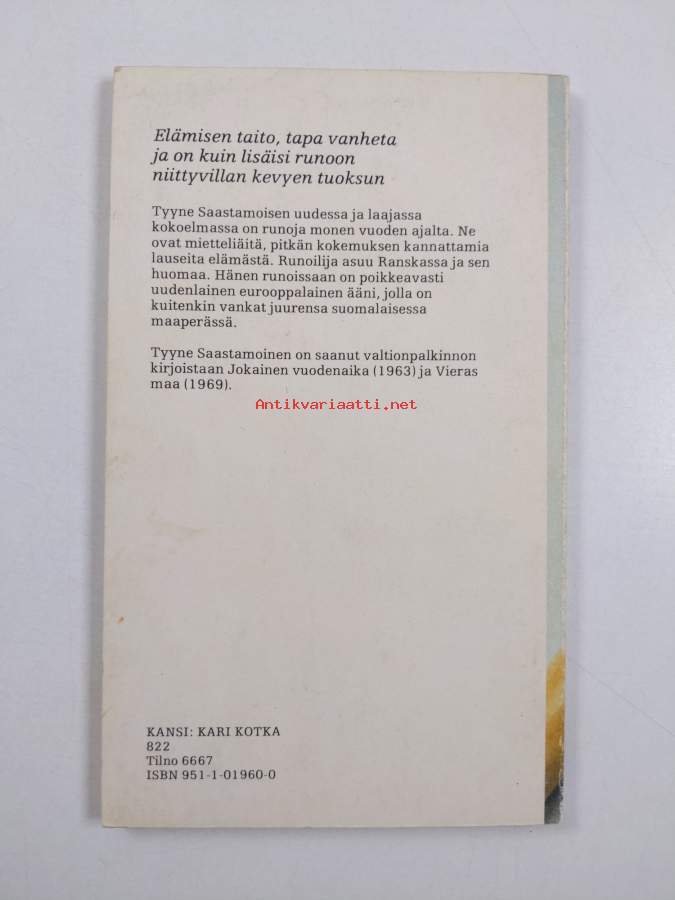 Elämisen taito, tapa vanheta
ja on kuin lisäisi runoon
niittyvillan kevyen tuoksun
Tyyne Saastamoisen uudessa ja laajassa
kokoelmassa on runoja monen vuoden ajalta. Ne
ovat mietteliäitä, pitkän kokemuksen kannattamia
lauseita elämästä. Runoilija asuu Ranskassa ja sen
huomaa. Hänen runoissaan on poikkeavasti
uudenlainen eurooppalainen ääni, jolla on
kuitenkin vankat juurensa suomalaisessa
maaperässä.
Tyyne Saastamoinen on saanut valtionpalkinnon
kirjoistaan Jokainen vuodenaika (1963) ja Vieras
maa (1969).
Antikvariaatti.net
KANSI: KARI KOTKA
822
Tilno 6667
ISBN 951-1-01960-0